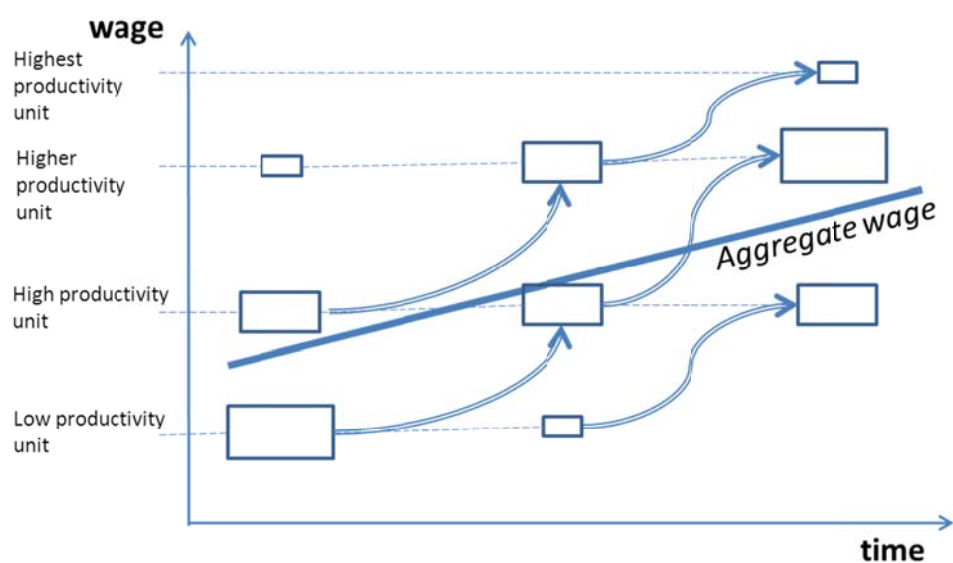 wage
Highest
productivity
unit
Higher
productivity
unit
High productivity
unit
Low productivity
unit
Aggregate wage
time